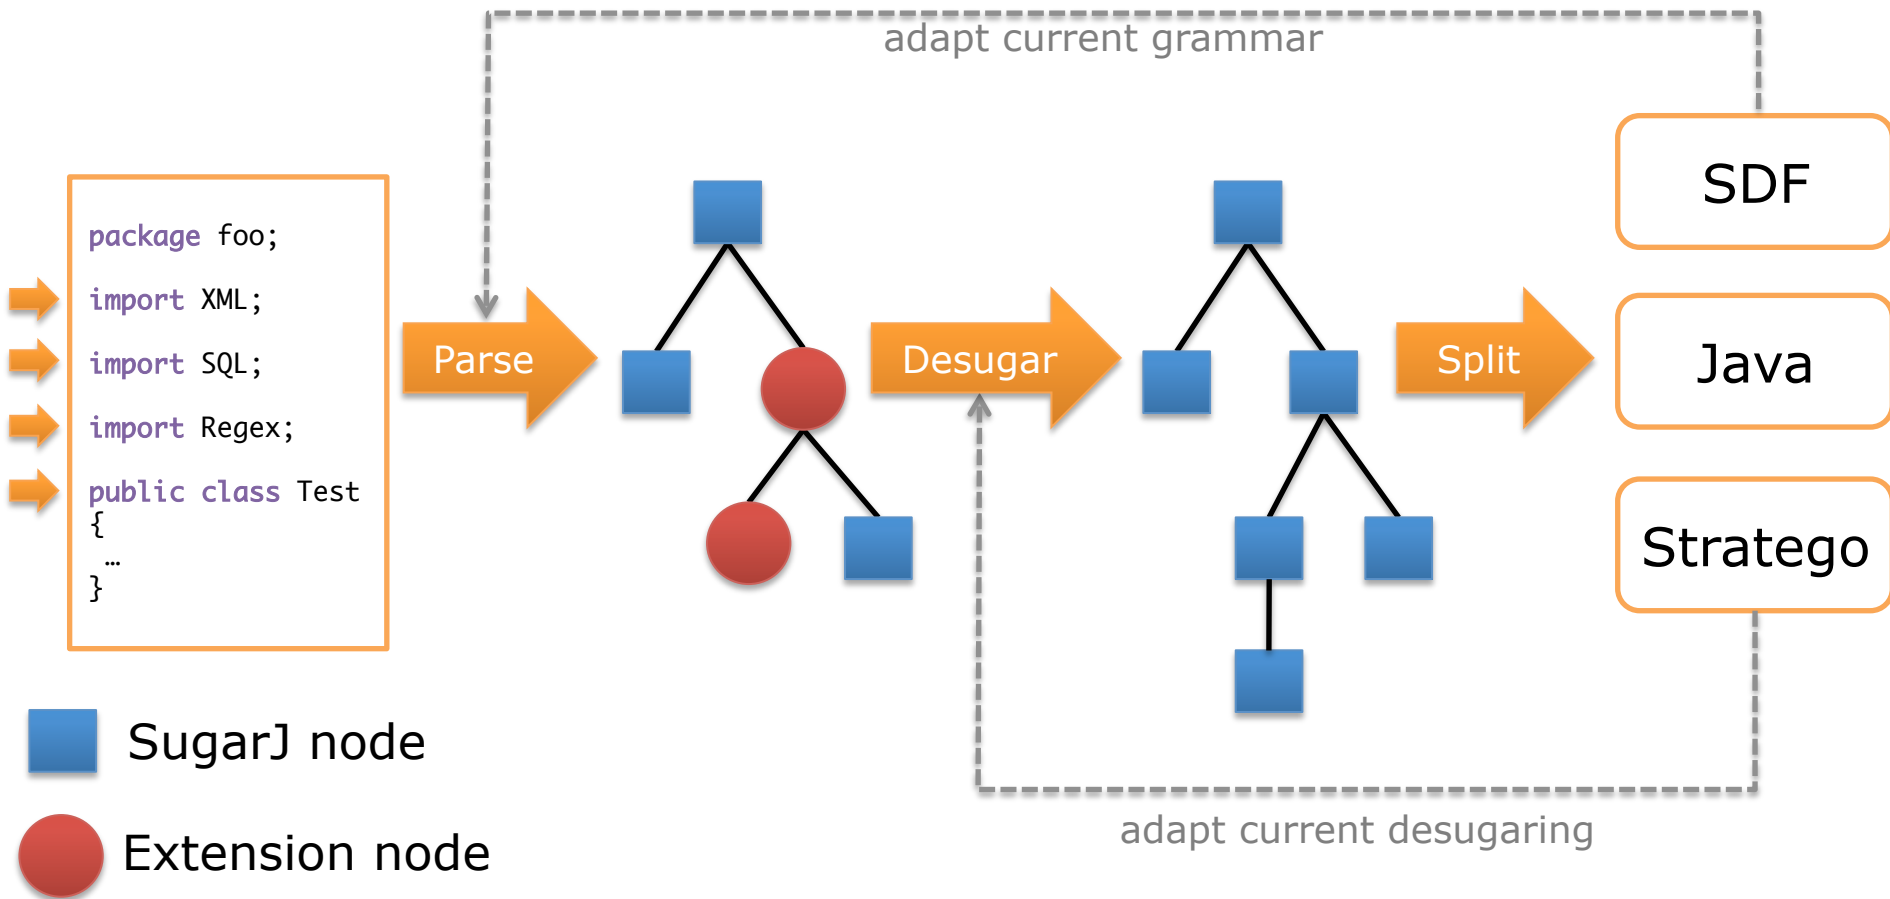 adapt current grammar
package foo;
import XML;
import SQL;
import Regex;
public class Test
{
…
}
Parse
Desugar
Split
SDF
Java
Stratego
SugarJ node
Extension node
adapt current desugaring